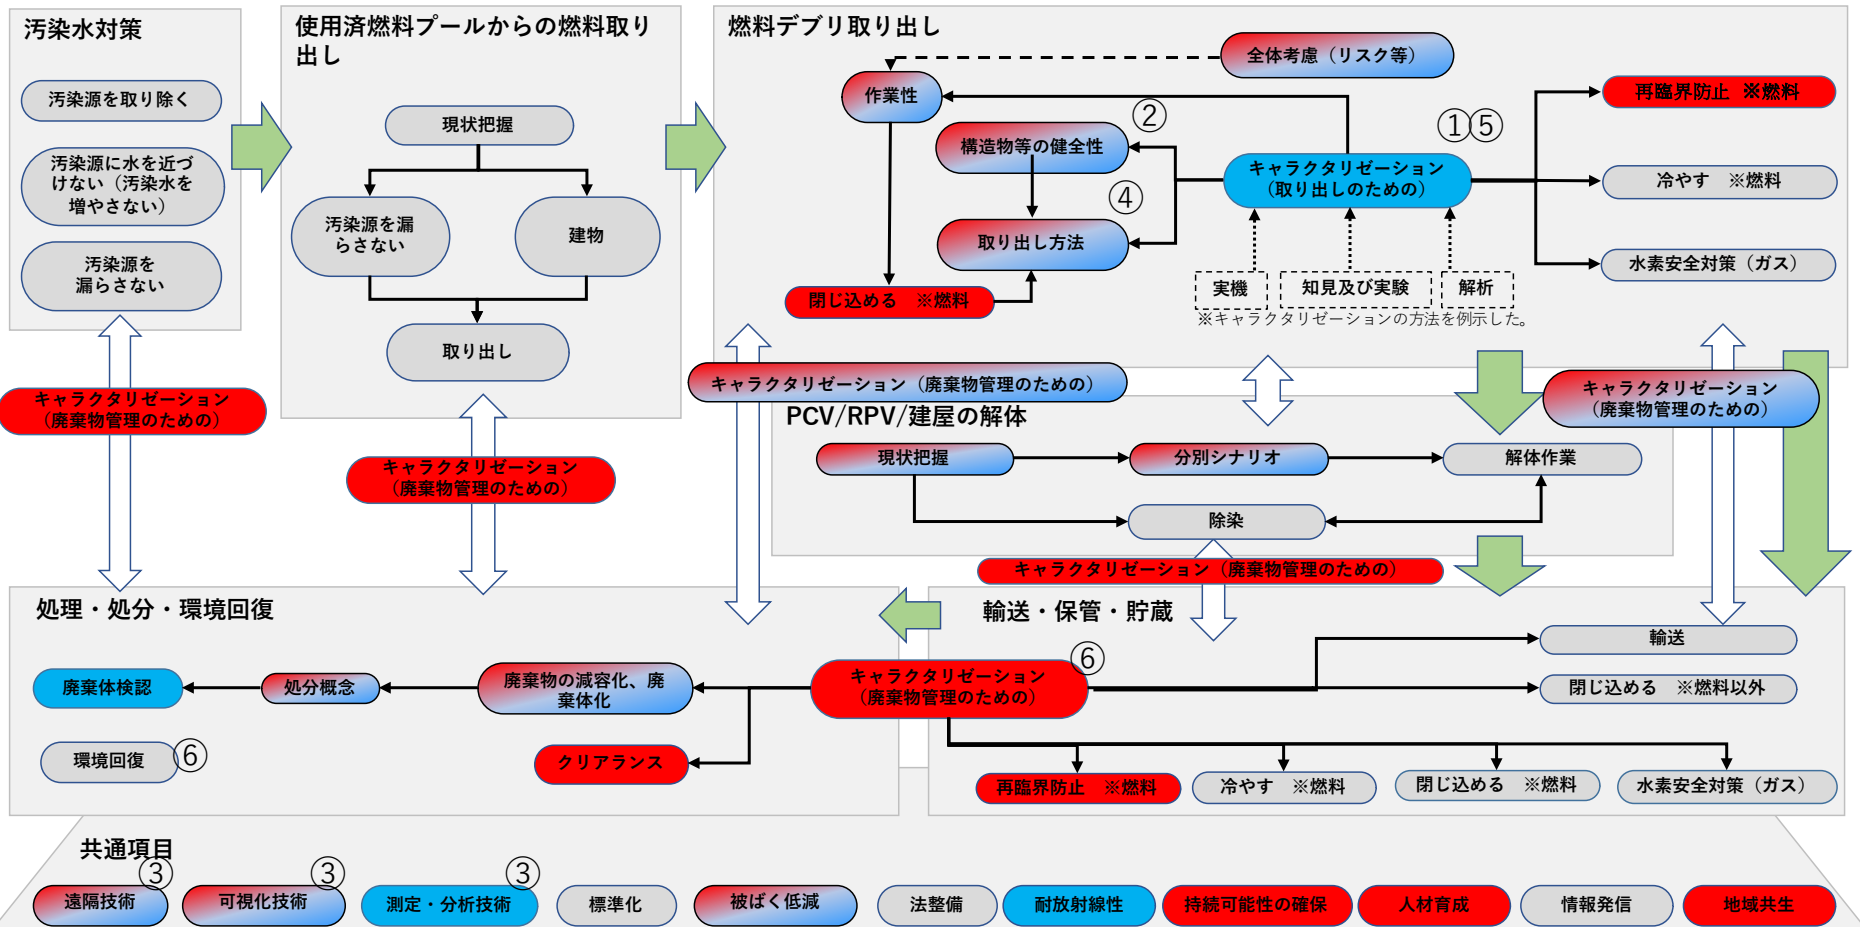 汚染水対策
汚染源を取り除く
汚染源に水を近づ
けない（汚染水を
増やさない）
汚染源を
漏らさない
使用済燃料プールからの燃料取り
出し
現状把握
汚染源を漏
らさない
建物
取り出し
燃料デブリ取り出し
全体考慮（リスク等）
作業性
②
構造物等の健全性
④
取り出し方法
閉じ込める　※燃料
①⑤
キャラクタリゼーション
（取り出しのための）
実機
知見及び実験
解析
※キャラクタリゼーションの方法を例示した。
再臨界防止 ※燃料
冷やす　※燃料
水素安全対策（ガス）
キャラクタリゼーション
（廃棄物管理のための）
キャラクタリゼーション
（廃棄物管理のための）
キャラクタリゼーション（廃棄物管理のための）
キャラクタリゼーション
（廃棄物管理のための）
PCV/RPV/建屋の解体
現状把握
分別シナリオ
解体作業
除染
キャラクタリゼーション（廃棄物管理のための）
処理・処分・環境回復
廃棄体検認
処分概念
廃棄物の減容化、廃
棄体化
環境回復
⑥
クリアランス
輸送・保管・貯蔵
⑥
キャラクタリゼーション
（廃棄物管理のための）
輸送
閉じ込める　※燃料以外
再臨界防止　※燃料
冷やす　※燃料
閉じ込める　※燃料
水素安全対策（ガス）
共通項目
③
遠隔技術
③
可視化技術
③
測定・分析技術
標準化
被ばく低減
法整備
耐放射線性
持続可能性の確保
人材育成
情報発信
地域共生